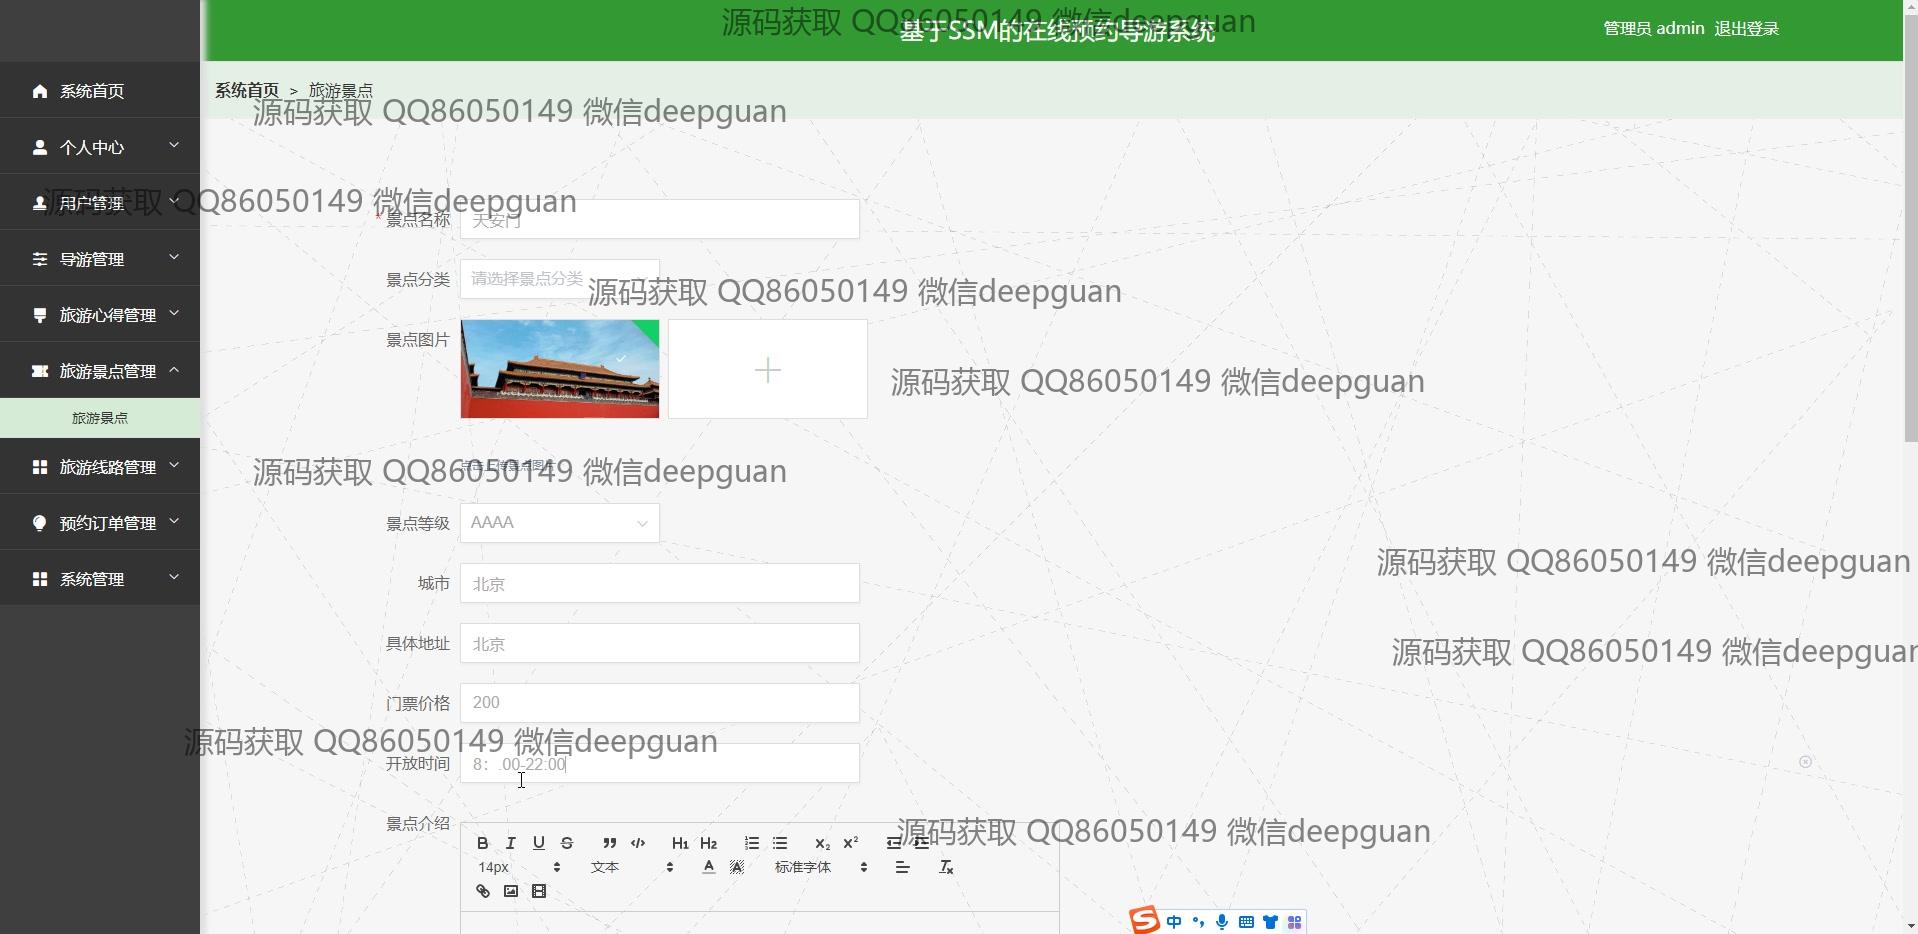 源码获取 QQ86050149 微信deepguan
基于SSM的在线预约导游系统
管理员 admin 退出登录
系统首页
系统首页 > 旅游景点
源码获取 QQ86050149 微信deepguan
个人中心
源码获取 QQ86050149 微信deepguan
用户管理
* 景点名称 天安门
导游管理
景点分类 请选择景点分类
源码获取 QQ86050149 微信deepguan
旅游心得管理
景点图片
旅游景点管理
源码获取 QQ86050149 微信deepguan
旅游景点
旅游线路管理
点击上传景点图片
源码获取 QQ86050149 微信deepguan
预约订单管理
景点等级 AAAA
源码获取 QQ86050149 微信deepguan
系统管理
城市 北京
具体地址 北京
源码获取 QQ86050149 微信deepguan
门票价格 200
源码获取 QQ86050149 微信deepguan
开放时间 8：.00-22:00
景点介绍
源码获取 QQ86050149 微信deepguan
B I U S H1 H2 X2 X2
14px 文本 A A 标准字体 Tx
S 中